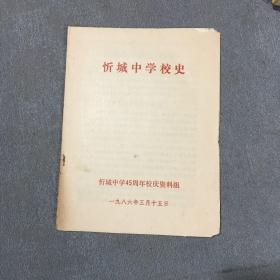 忻城中学校史
忻城中学45周年校庆资料组
一九八六年三月十五日